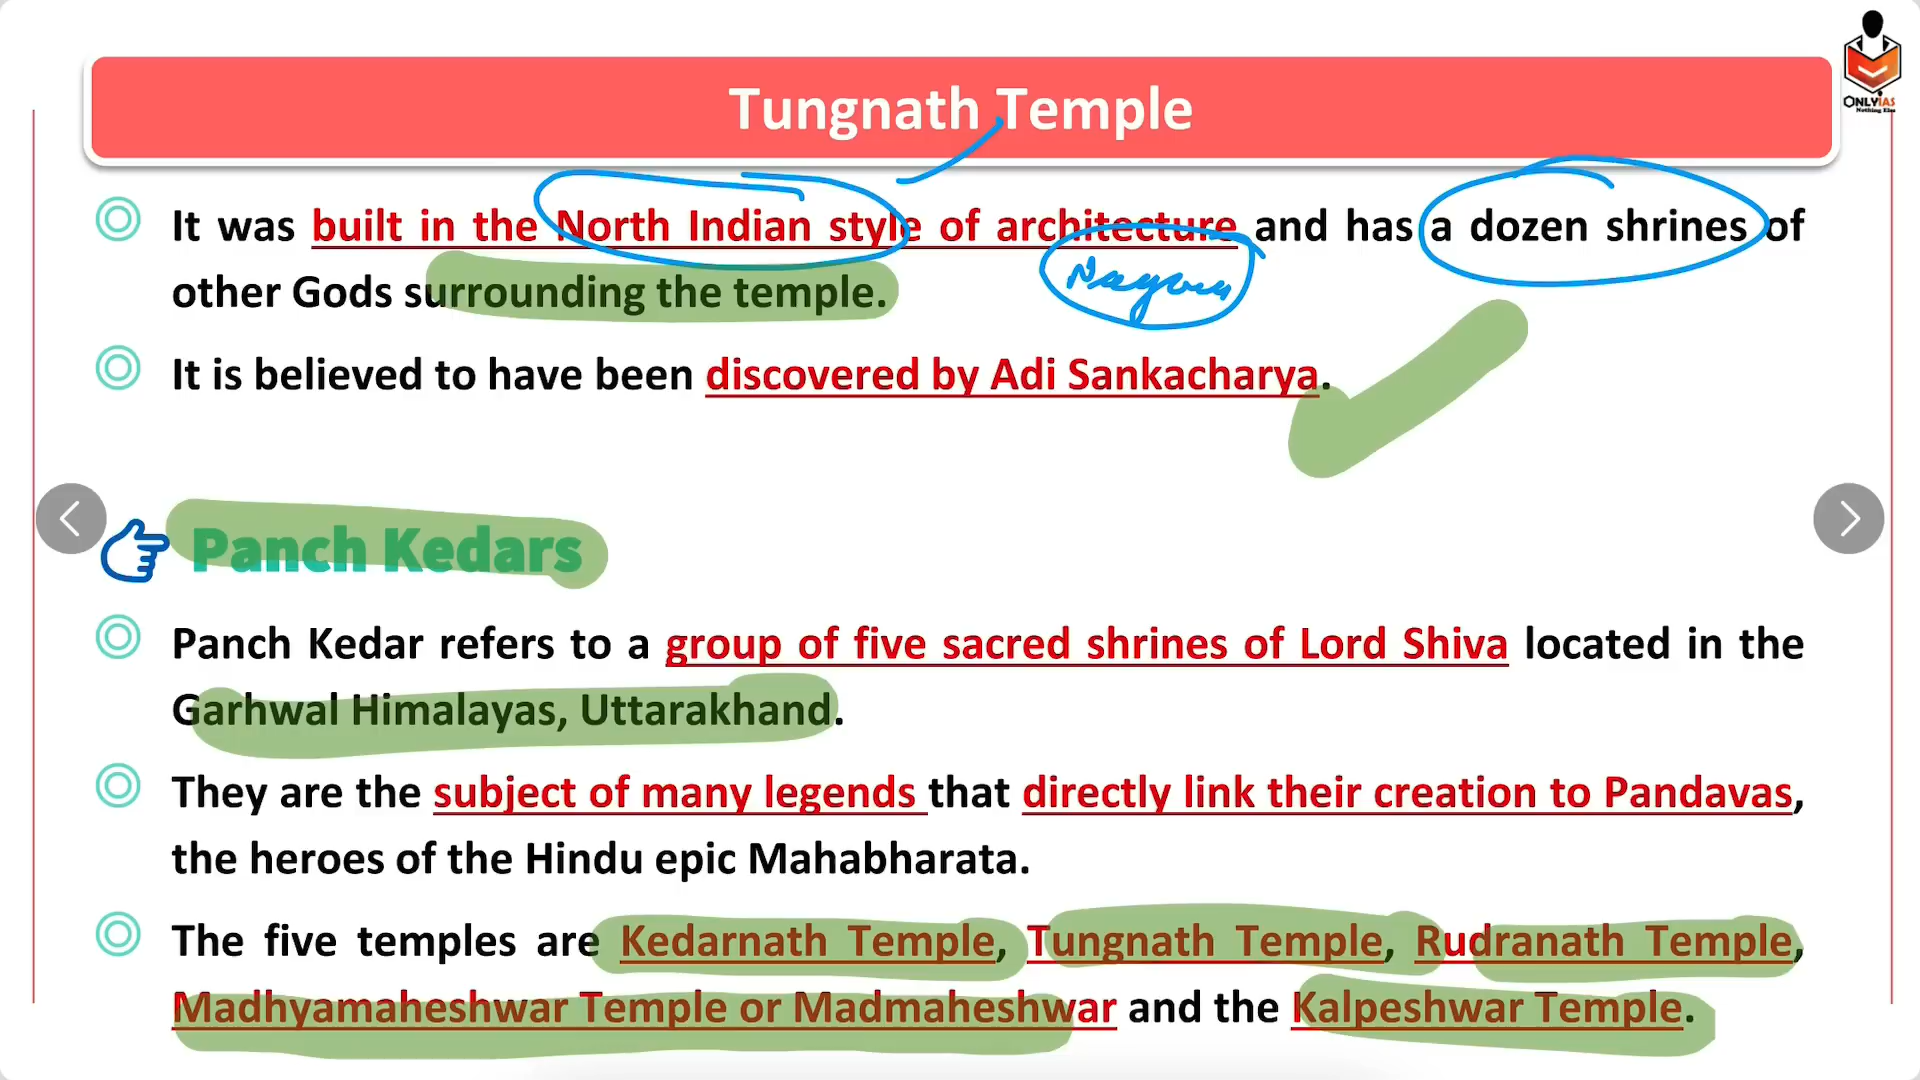 ONLYIAS
Nothing Else
Tungnath Temple
It was built in the North Indian style of architecture and has a dozen shrines of
other Gods surrounding the temple.
Nagara
It is believed to have been discovered by Adi Sankacharya.
Panch Kedars
Panch Kedar refers to a group of five sacred shrines of Lord Shiva located in the
Garhwal Himalayas, Uttarakhand.
They are the subject of many legends that directly link their creation to Pandavas,
the heroes of the Hindu epic Mahabharata.
The five temples are Kedarnath Temple, Tungnath Temple, Rudranath Temple,
Madhyamaheshwar Temple or Madmaheshwar and the Kalpeshwar Temple.